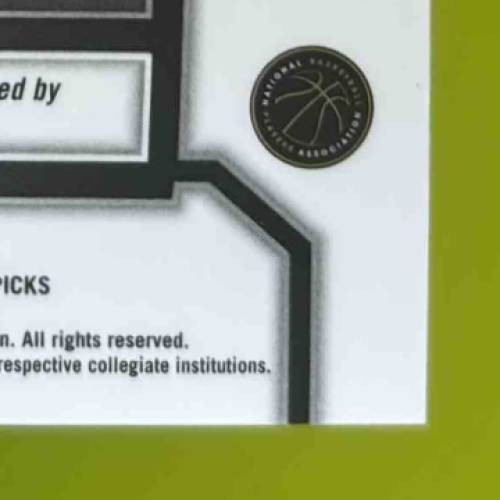 NATIONAL BASKETBALL
PLAYERS ASSOCIATION
ed by
PICKS
n. All rights reserved.
respective collegiate institutions.